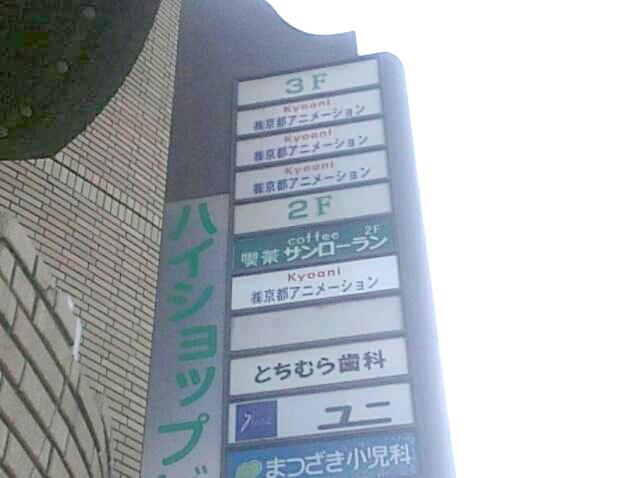 3F
Kyoani
㈱京都アニメーション
Kyoani
㈱京都アニメーション
Kyoani
㈱京都アニメーション
2F
coffee 2F
喫茶サンローラン
Kyoani
㈱京都アニメーション
とちむら歯科
ユニ
まつざき小児科
ハイショップ